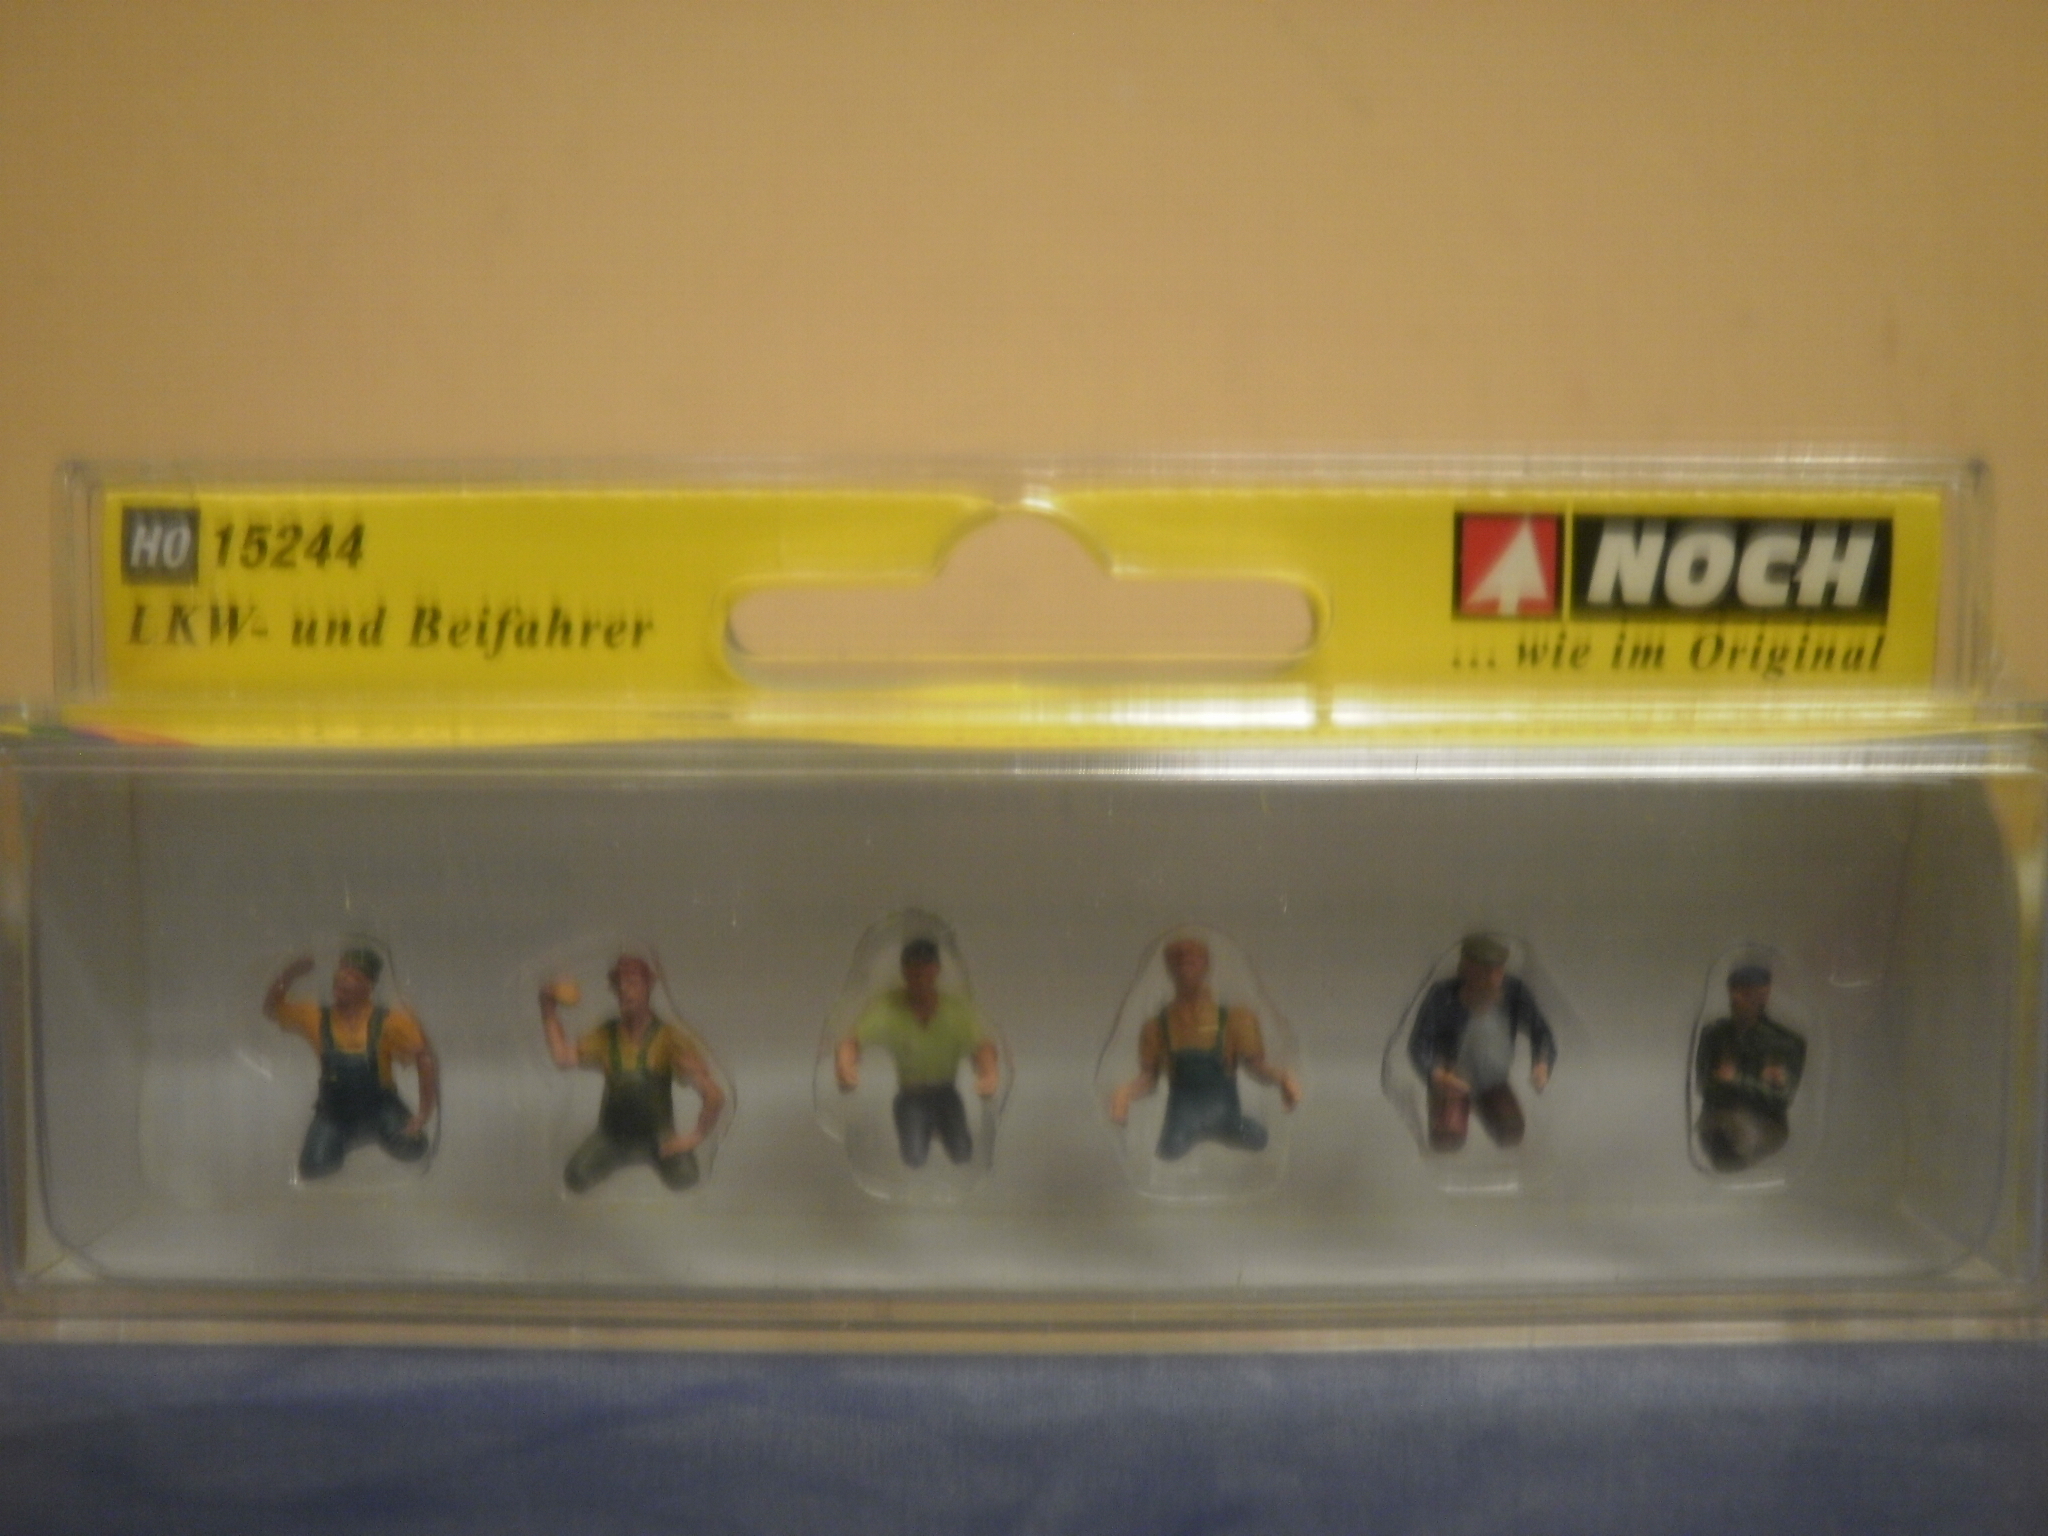 H0 15244
LKW- und Beifahrer
NOCH
... wie im Original